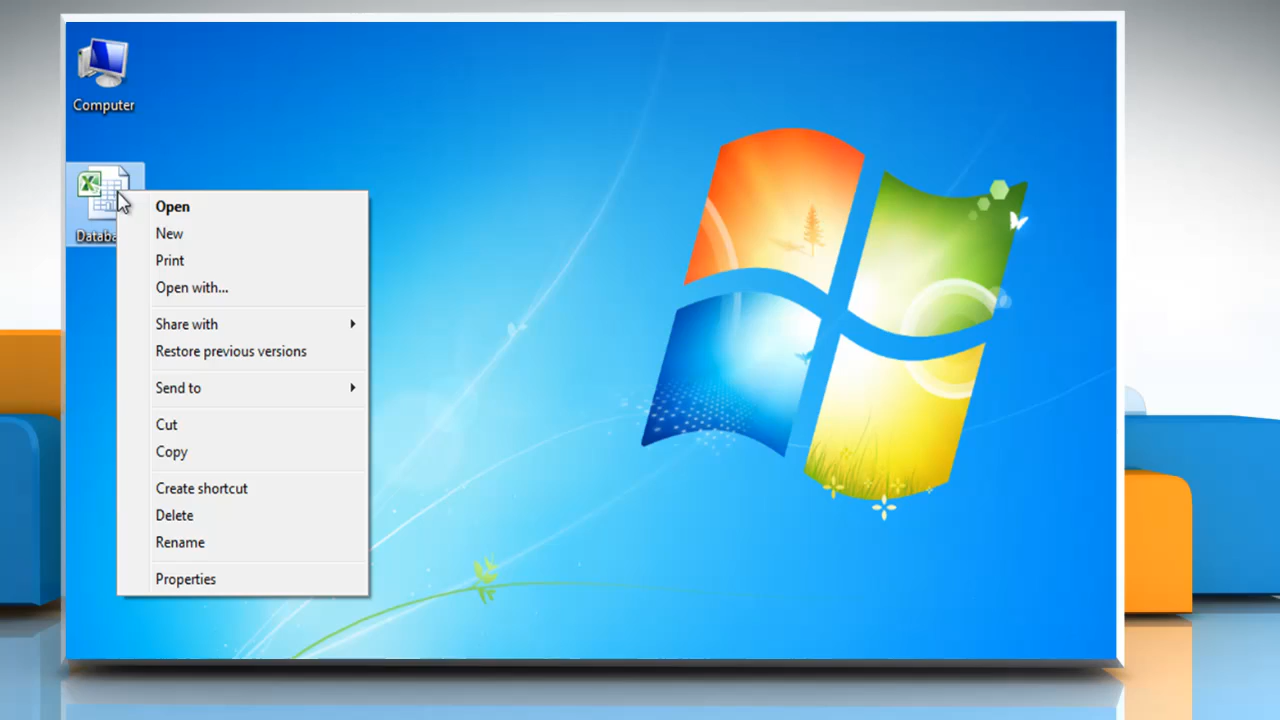 Computer
Open
New
Print
Open with...
Share with
Restore previous versions
Send to
Cut
Copy
Create shortcut
Delete
Rename
Properties